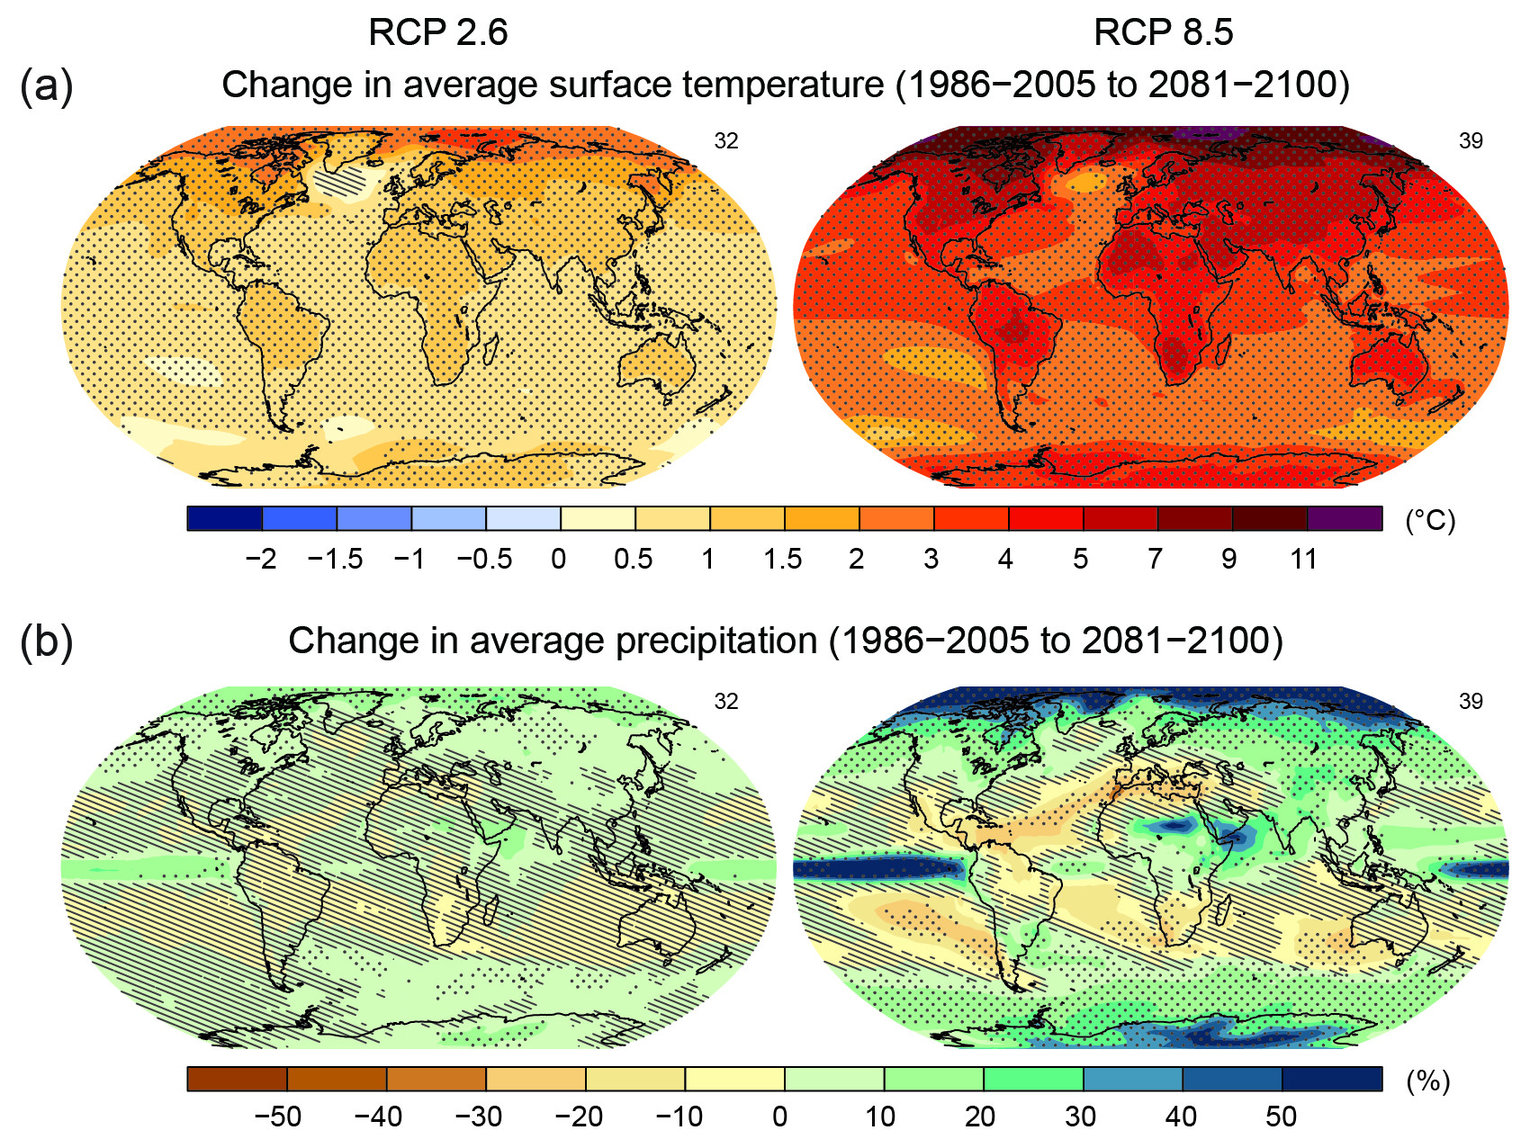 RCP 2.6 RCP 8.5
(a) Change in average surface temperature (1986−2005 to 2081−2100)
32 39
−2 −1.5 −1 −0.5 0 0.5 1 1.5 2 3 4 5 7 9 11 (°C)
(b) Change in average precipitation (1986−2005 to 2081−2100)
32 39
−50 −40 −30 −20 −10 0 10 20 30 40 50 (%)